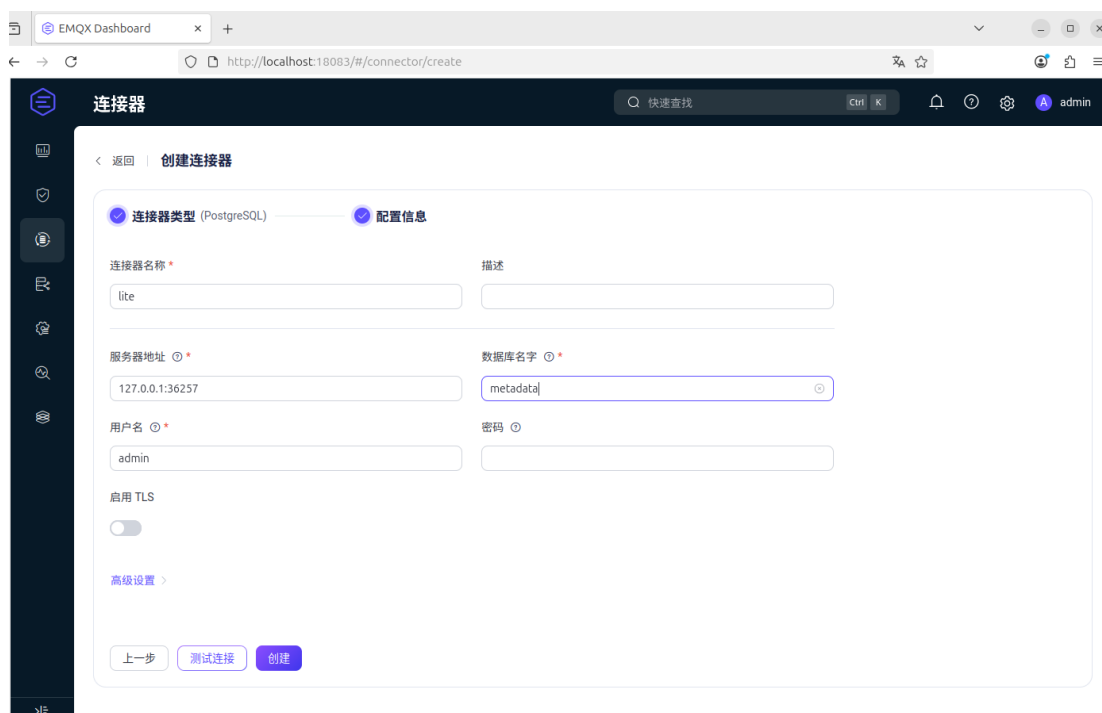 EMQX Dashboard
http://localhost:18083/#/connector/create
连接器
快速查找
Ctrl K
A admin
返回 创建连接器
连接器类型 (PostgreSQL) 配置信息
连接器名称 * 描述
lite
服务器地址 * 数据库名字 *
127.0.0.1:36257 metadata
用户名 * 密码
admin
启用 TLS
高级设置
上一步 测试连接 创建